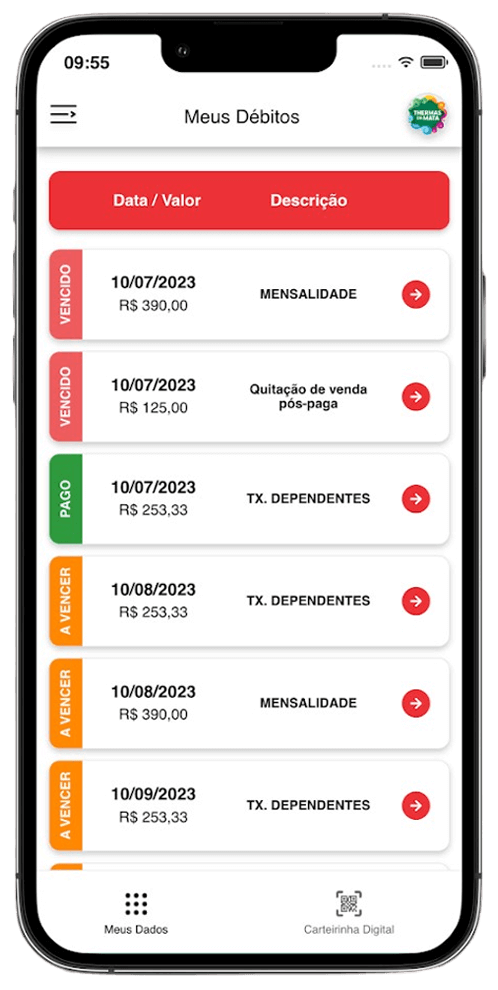 09:55
Meus Débitos
THERMAS
DA MATA
Data / Valor
Descrição
VENCIDO
10/07/2023
R$ 390,00
MENSALIDADE
VENCIDO
10/07/2023
R$ 125,00
Quitação de venda
pós-paga
PAGO
10/07/2023
R$ 253,33
TX. DEPENDENTES
A VENCER
10/08/2023
R$ 253,33
TX. DEPENDENTES
A VENCER
10/08/2023
R$ 390,00
MENSALIDADE
A VENCER
10/09/2023
R$ 253,33
TX. DEPENDENTES
Meus Dados
Carteirinha Digital